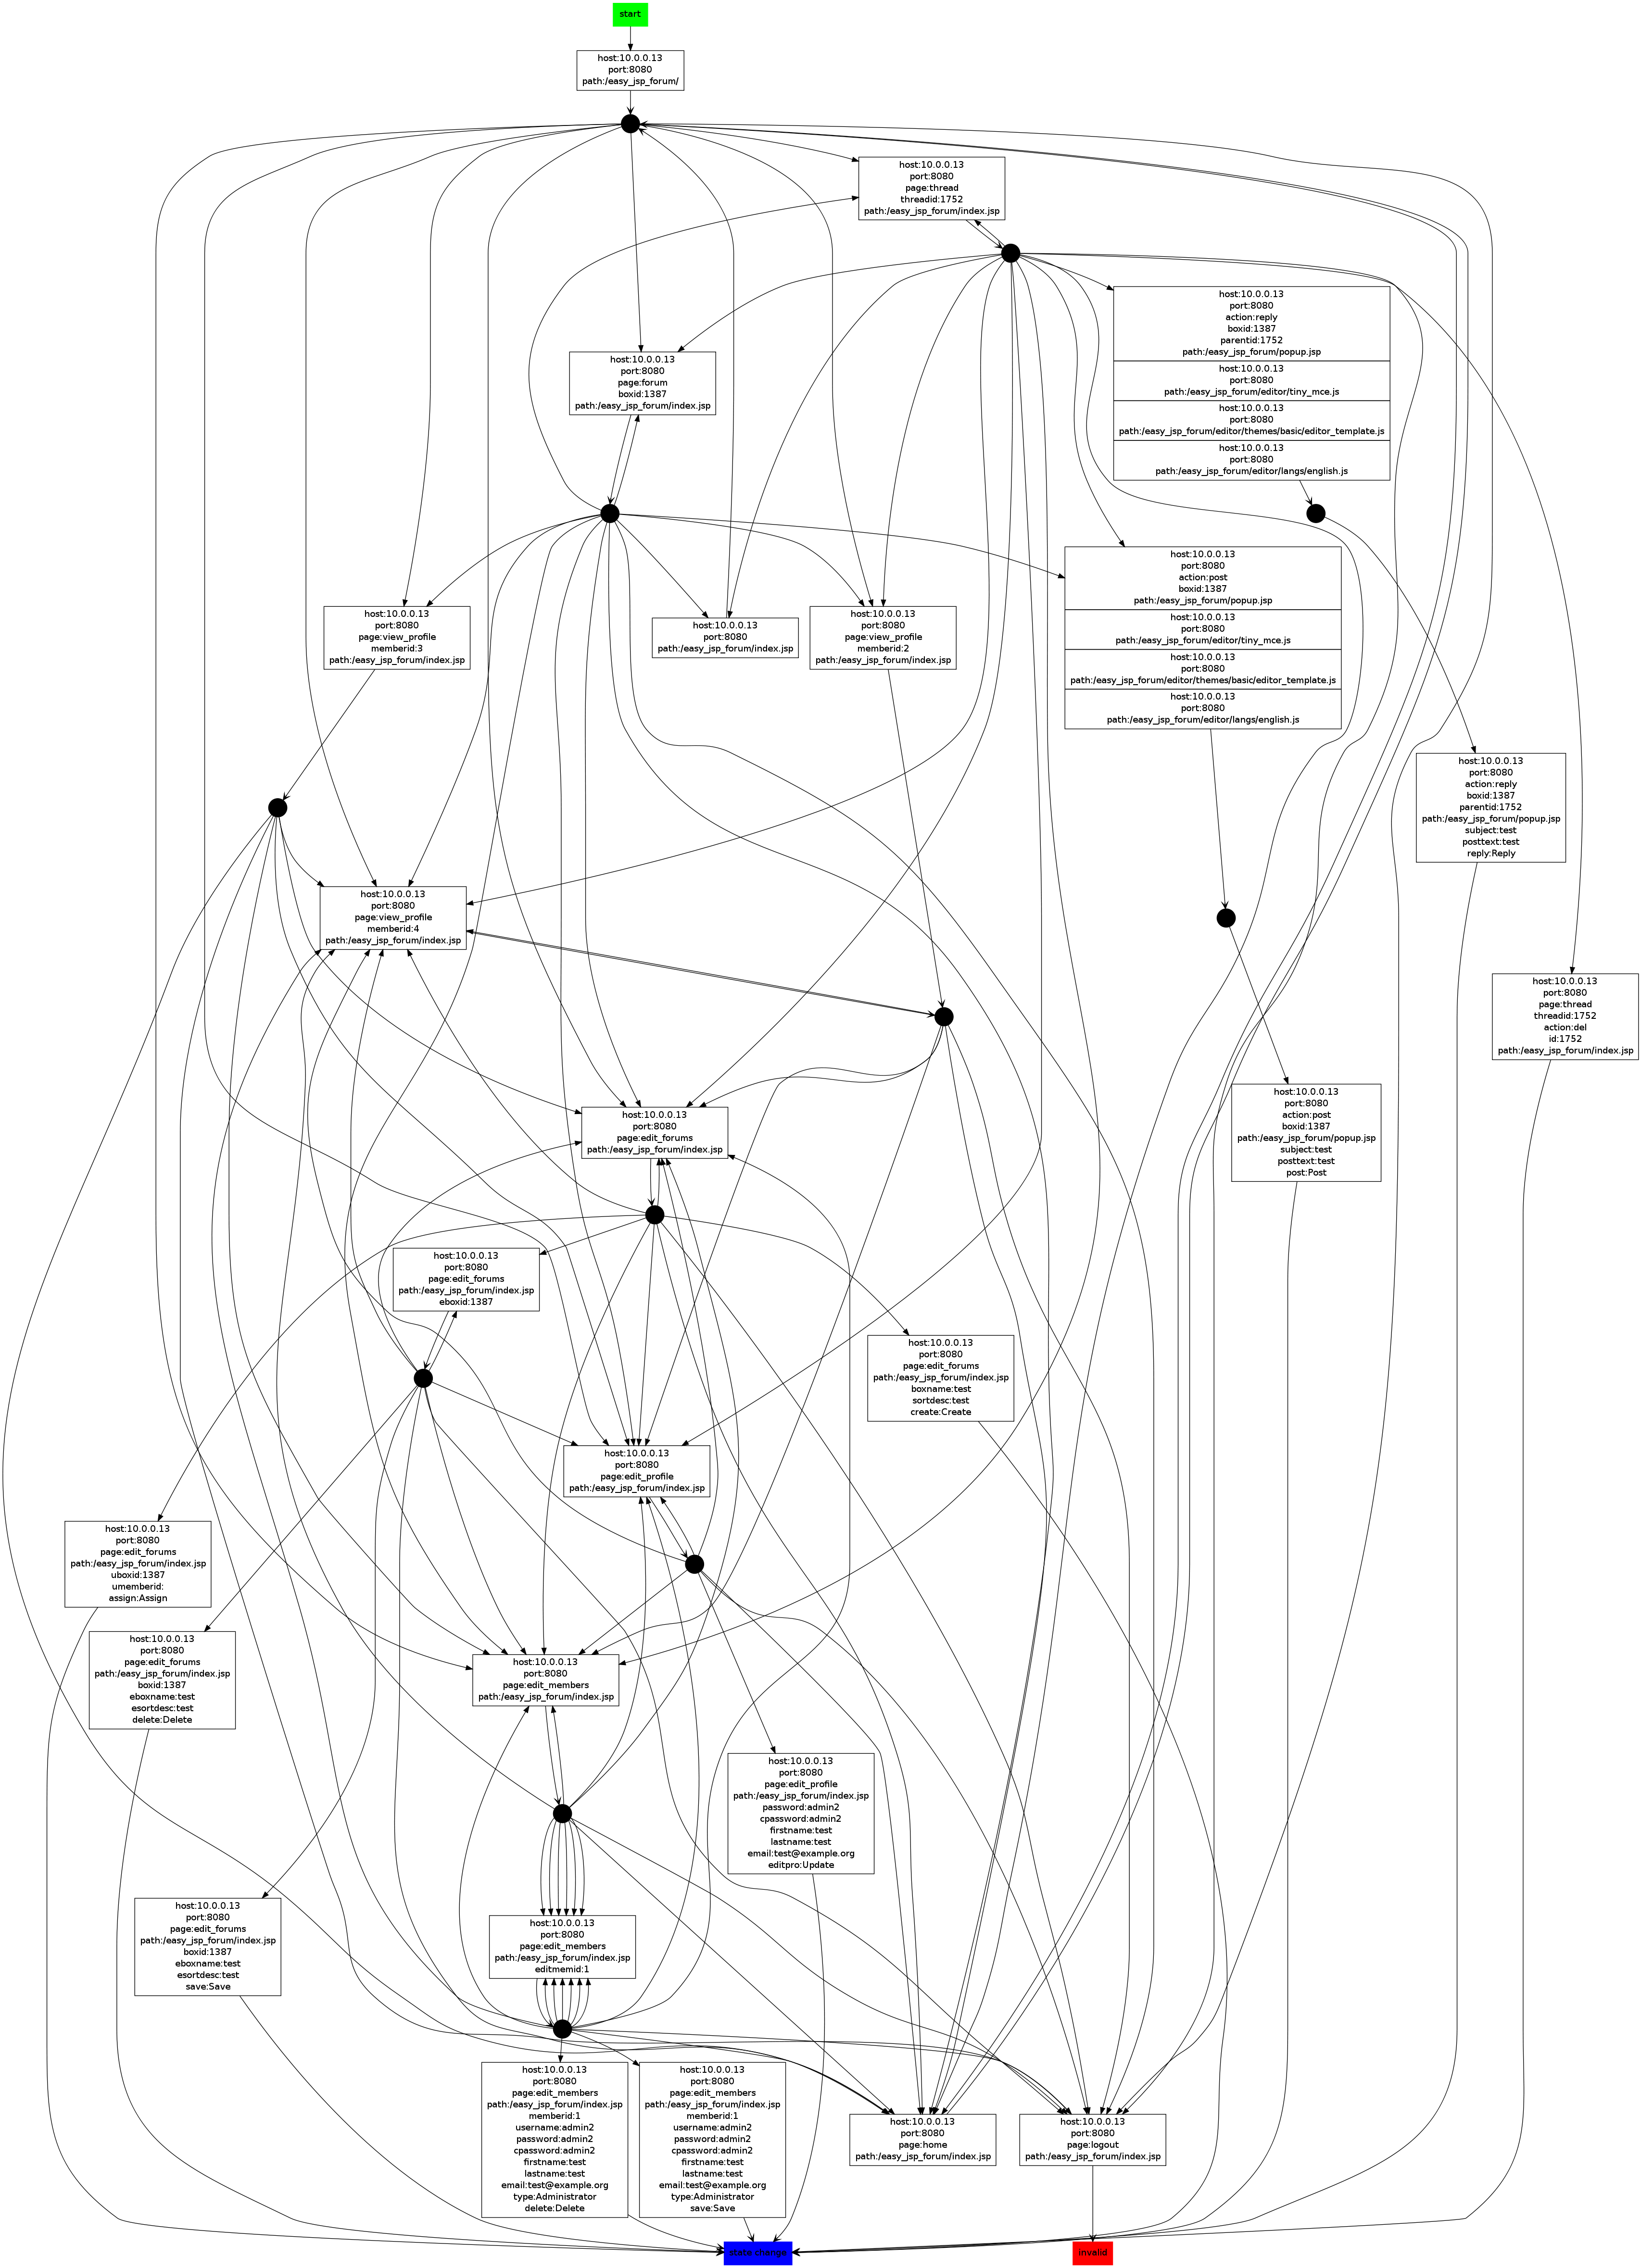 start
host:10.0.0.13
port:8080
path:/easy_jsp_forum/
host:10.0.0.13
port:8080
page:thread
threadid:1752
path:/easy_jsp_forum/index.jsp
host:10.0.0.13
port:8080
action:reply
boxid:1387
parentid:1752
path:/easy_jsp_forum/popup.jsp
host:10.0.0.13
port:8080
path:/easy_jsp_forum/editor/tiny_mce.js
host:10.0.0.13
port:8080
path:/easy_jsp_forum/editor/themes/basic/editor_template.js
host:10.0.0.13
port:8080
path:/easy_jsp_forum/editor/langs/english.js
host:10.0.0.13
port:8080
page:forum
boxid:1387
path:/easy_jsp_forum/index.jsp
host:10.0.0.13
port:8080
action:post
boxid:1387
path:/easy_jsp_forum/popup.jsp
host:10.0.0.13
port:8080
path:/easy_jsp_forum/editor/tiny_mce.js
host:10.0.0.13
port:8080
path:/easy_jsp_forum/editor/themes/basic/editor_template.js
host:10.0.0.13
port:8080
path:/easy_jsp_forum/editor/langs/english.js
host:10.0.0.13
port:8080
page:view_profile
memberid:3
path:/easy_jsp_forum/index.jsp
host:10.0.0.13
port:8080
path:/easy_jsp_forum/index.jsp
host:10.0.0.13
port:8080
page:view_profile
memberid:2
path:/easy_jsp_forum/index.jsp
host:10.0.0.13
port:8080
action:reply
boxid:1387
parentid:1752
path:/easy_jsp_forum/popup.jsp
subject:test
posttext:test
reply:Reply
host:10.0.0.13
port:8080
page:view_profile
memberid:4
path:/easy_jsp_forum/index.jsp
host:10.0.0.13
port:8080
page:thread
threadid:1752
action:del
id:1752
path:/easy_jsp_forum/index.jsp
host:10.0.0.13
port:8080
action:post
boxid:1387
path:/easy_jsp_forum/popup.jsp
subject:test
posttext:test
post:Post
host:10.0.0.13
port:8080
page:edit_forums
path:/easy_jsp_forum/index.jsp
host:10.0.0.13
port:8080
page:edit_forums
path:/easy_jsp_forum/index.jsp
eboxid:1387
host:10.0.0.13
port:8080
page:edit_forums
path:/easy_jsp_forum/index.jsp
boxname:test
sortdesc:test
create:Create
host:10.0.0.13
port:8080
page:edit_profile
path:/easy_jsp_forum/index.jsp
host:10.0.0.13
port:8080
page:edit_forums
path:/easy_jsp_forum/index.jsp
uboxid:1387
umemberid:
assign:Assign
host:10.0.0.13
port:8080
page:edit_forums
path:/easy_jsp_forum/index.jsp
boxid:1387
eboxname:test
esortdesc:test
delete:Delete
host:10.0.0.13
port:8080
page:edit_members
path:/easy_jsp_forum/index.jsp
host:10.0.0.13
port:8080
page:edit_profile
path:/easy_jsp_forum/index.jsp
password:admin2
cpassword:admin2
firstname:test
lastname:test
email:test@example.org
editpro:Update
host:10.0.0.13
port:8080
page:edit_forums
path:/easy_jsp_forum/index.jsp
boxid:1387
eboxname:test
esortdesc:test
save:Save
host:10.0.0.13
port:8080
page:edit_members
path:/easy_jsp_forum/index.jsp
editmemid:1
host:10.0.0.13
port:8080
page:edit_members
path:/easy_jsp_forum/index.jsp
memberid:1
username:admin2
password:admin2
cpassword:admin2
firstname:test
lastname:test
email:test@example.org
type:Administrator
delete:Delete
host:10.0.0.13
port:8080
page:edit_members
path:/easy_jsp_forum/index.jsp
memberid:1
username:admin2
password:admin2
cpassword:admin2
firstname:test
lastname:test
email:test@example.org
type:Administrator
save:Save
host:10.0.0.13
port:8080
page:home
path:/easy_jsp_forum/index.jsp
host:10.0.0.13
port:8080
page:logout
path:/easy_jsp_forum/index.jsp
state change
invalid